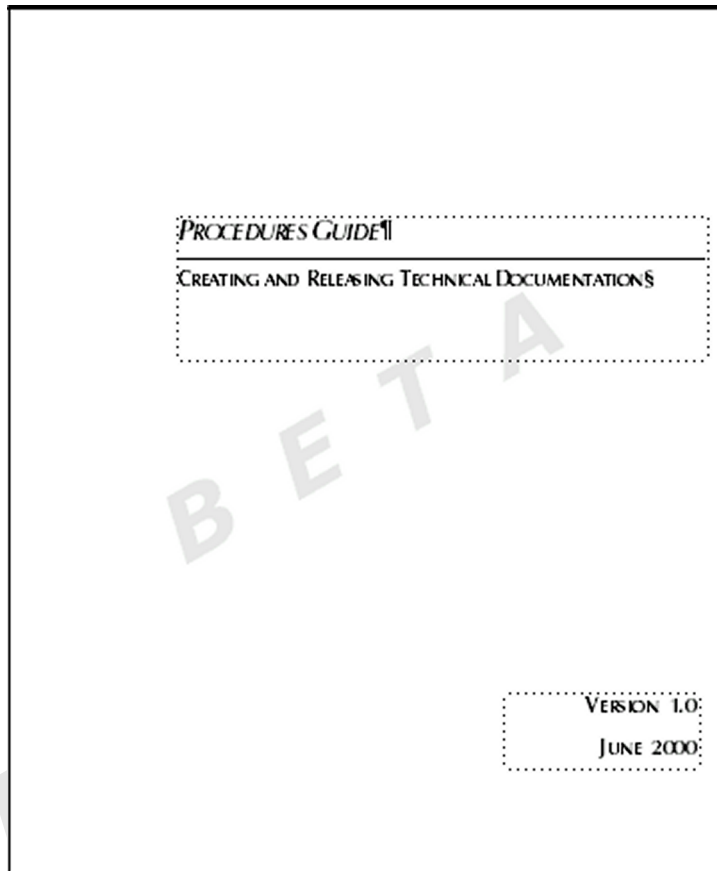 PROCEDURES GUIDE¶
CREATING AND RELEASING TECHNICAL DOCUMENTATION§
BETA
VERSION 1.0
JUNE 2000